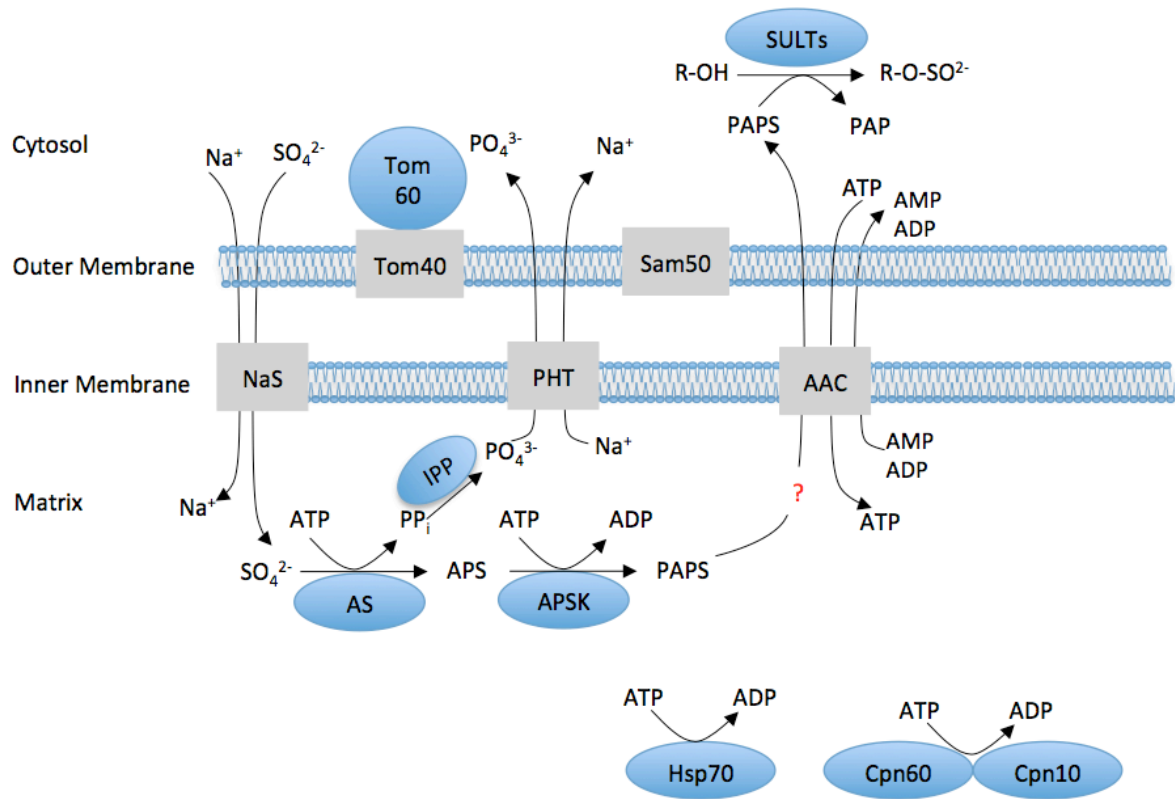 SULTs
R-OH
R-O-SO²⁻
PAPS
PAP
Cytosol
Na⁺
SO₄²⁻
Tom
60
PO₄³⁻
Na⁺
ATP
AMP
ADP
Outer Membrane
Tom40
Sam50
Inner Membrane
NaS
PHT
AAC
Matrix
Na⁺
IPP
PO₄³⁻
Na⁺
AMP
ADP
?
ATP
ATP
PPᵢ
ATP
ADP
SO₄²⁻
APS
PAPS
AS
APSK
ATP
ADP
ATP
ADP
Hsp70
Cpn60
Cpn10